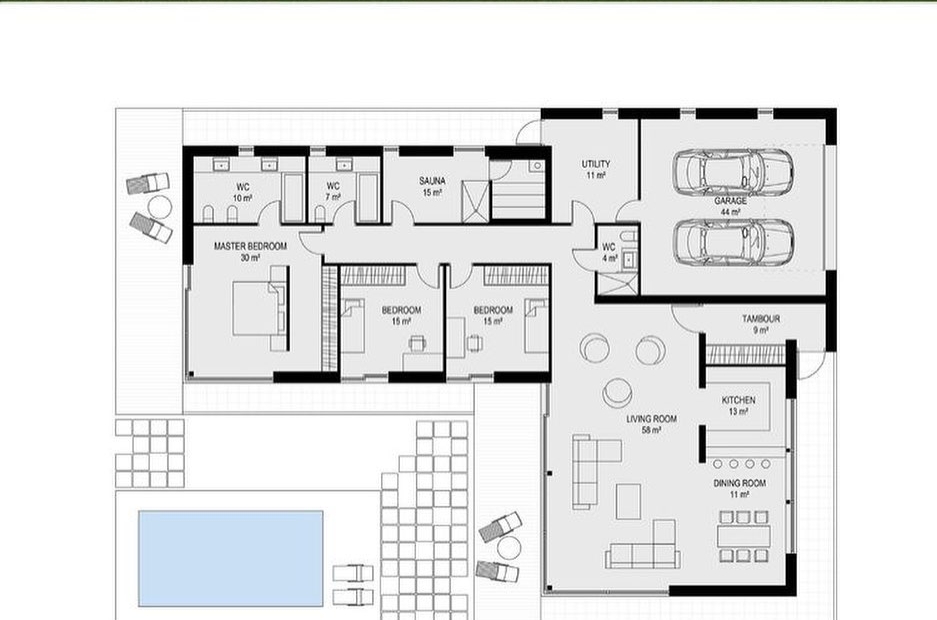 UTILITY
11 m²
WC
10 m²
WC
7 m²
SAUNA
15 m²
GARAGE
44 m²
MASTER BEDROOM
30 m²
WC
4 m²
BEDROOM
15 m²
BEDROOM
15 m²
TAMBOUR
9 m²
KITCHEN
13 m²
LIVING ROOM
58 m²
DINING ROOM
11 m²